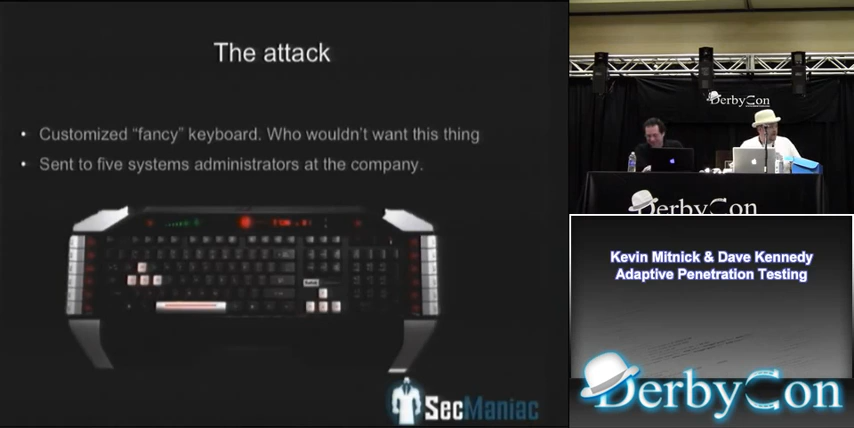 The attack
• Customized “fancy” keyboard. Who wouldn’t want this thing
• Sent to five systems administrators at the company.
SecManiac
DerbyCon
DerbyCon
Kevin Mitnick & Dave Kennedy
Adaptive Penetration Testing
DerbyCon